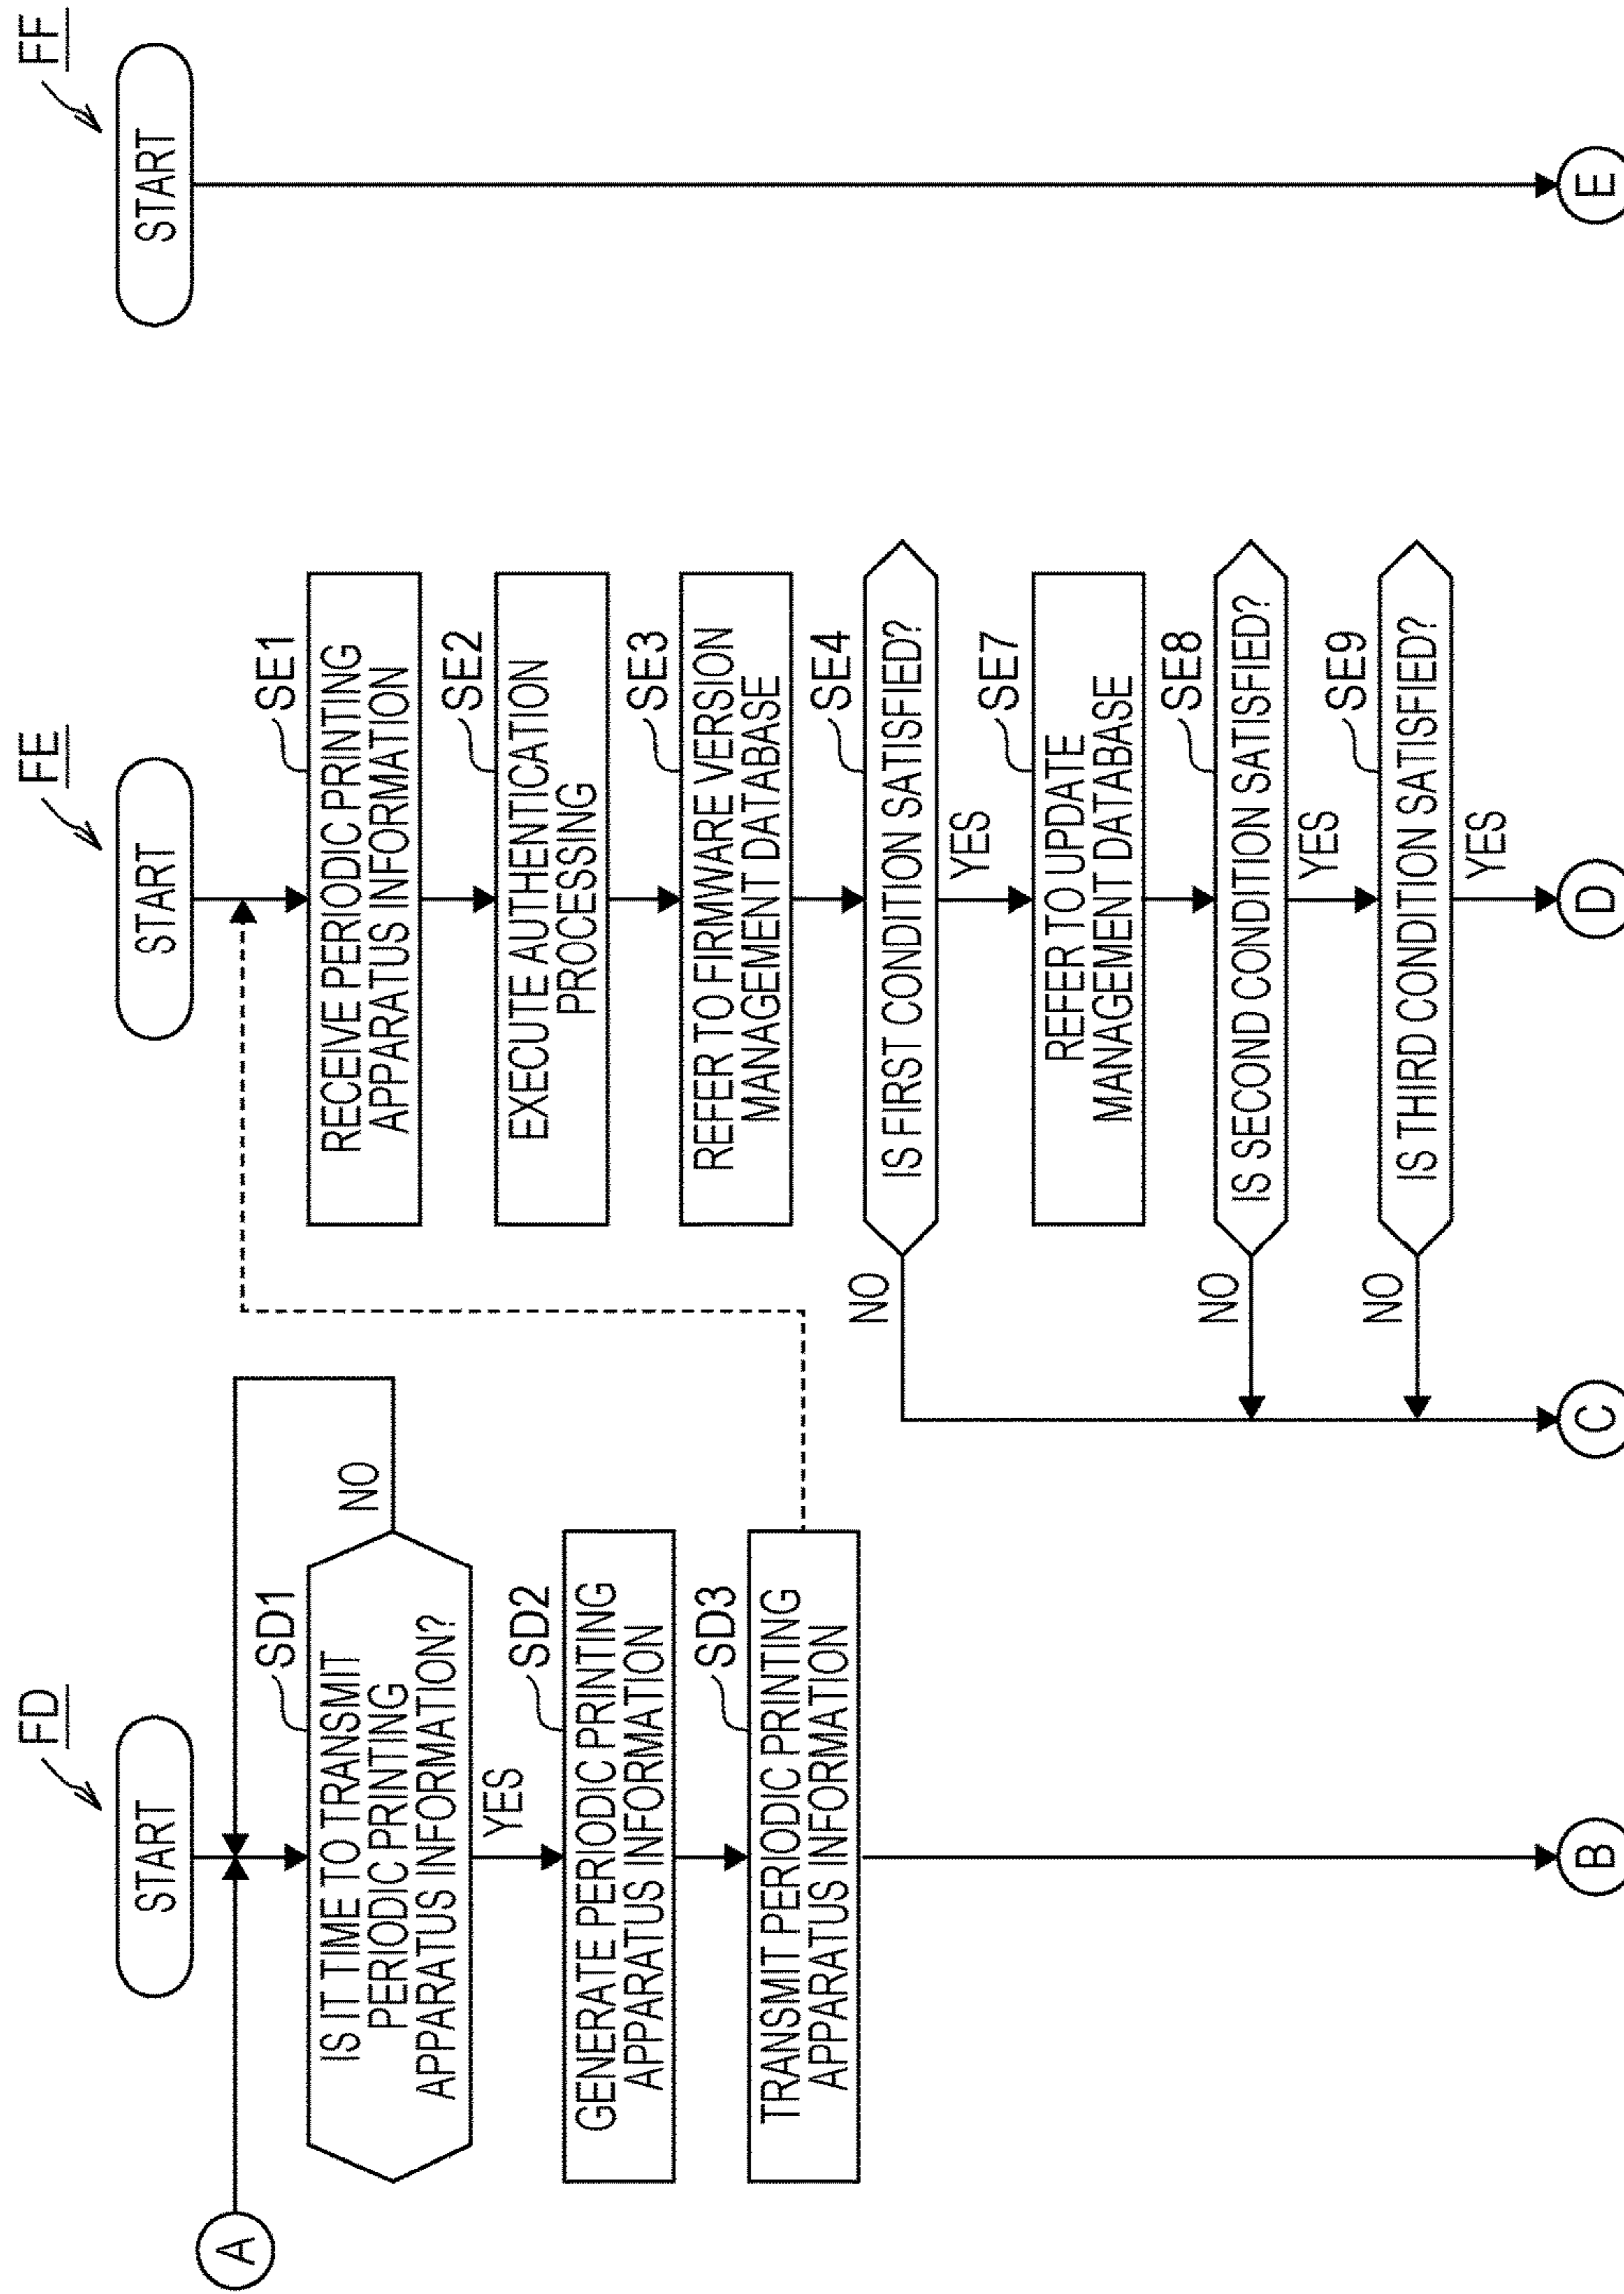 FD
START
A
SD1
IS IT TIME TO TRANSMIT
PERIODIC PRINTING
APPARATUS INFORMATION?
NO
YES
SD2
GENERATE PERIODIC PRINTING
APPARATUS INFORMATION
SD3
TRANSMIT PERIODIC PRINTING
APPARATUS INFORMATION
B
FE
START
SE1
RECEIVE PERIODIC PRINTING
APPARATUS INFORMATION
SE2
EXECUTE AUTHENTICATION
PROCESSING
SE3
REFER TO FIRMWARE VERSION
MANAGEMENT DATABASE
SE4
IS FIRST CONDITION SATISFIED?
NO
YES
SE7
REFER TO UPDATE
MANAGEMENT DATABASE
SE8
IS SECOND CONDITION SATISFIED?
NO
YES
SE9
IS THIRD CONDITION SATISFIED?
NO
YES
C
D
FF
START
E